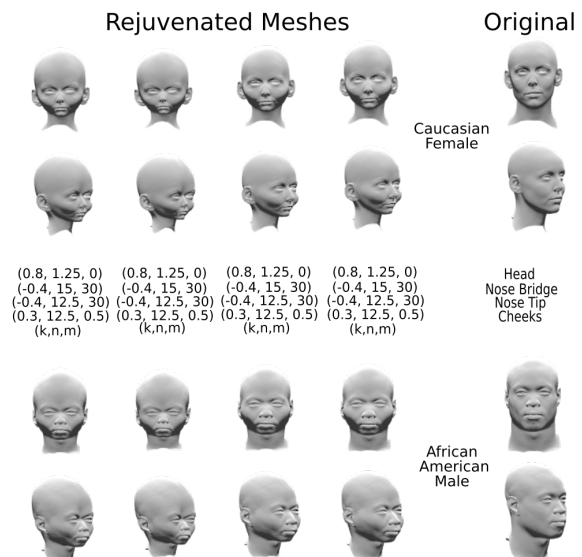 Rejuvenated Meshes Original
Caucasian
Female
(0.8, 1.25, 0) (0.8, 1.25, 0) (0.8, 1.25, 0) (0.8, 1.25, 0) Head
(-0.4, 15, 30) (-0.4, 15, 30) (-0.4, 15, 30) (-0.4, 15, 30) Nose Bridge
(-0.4, 12.5, 30) (-0.4, 12.5, 30) (-0.4, 12.5, 30) (-0.4, 12.5, 30) Nose Tip
(0.3, 12.5, 0.5) (0.3, 12.5, 0.5) (0.3, 12.5, 0.5) (0.3, 12.5, 0.5) Cheeks
(k,n,m) (k,n,m) (k,n,m) (k,n,m)
African
American
Male